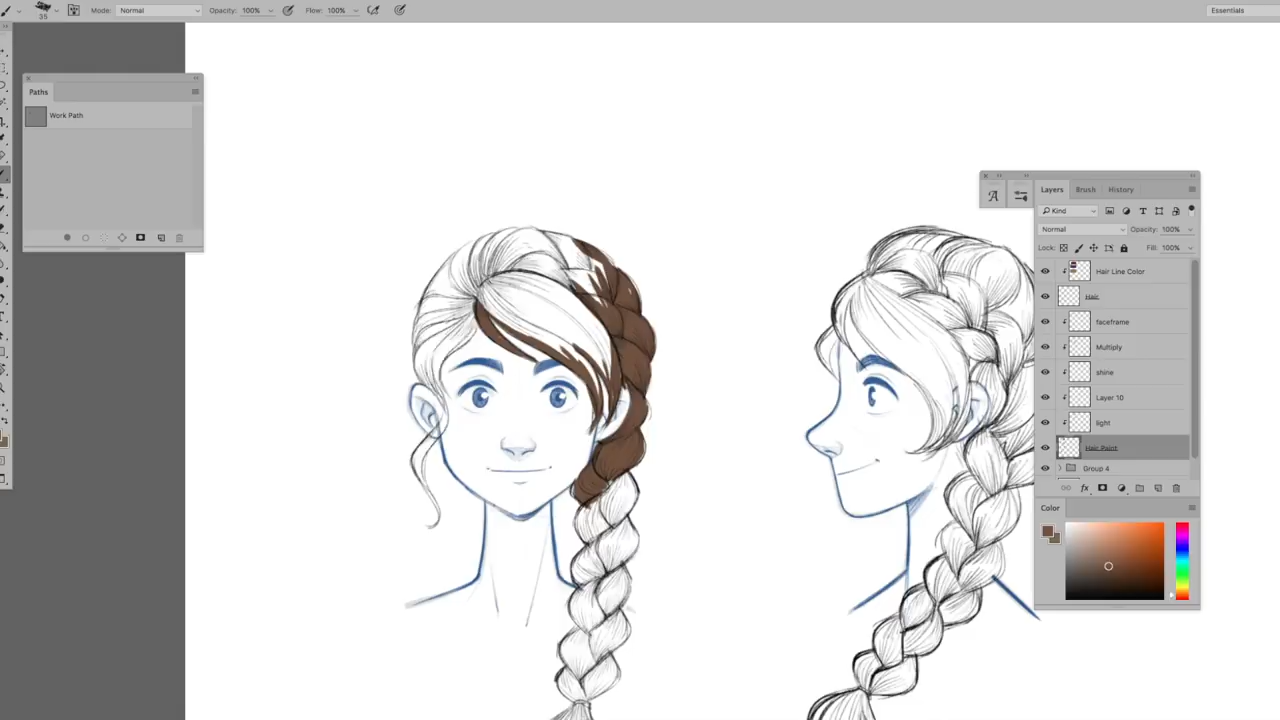 35 Mode: Normal Opacity: 100% Flow: 100% Essentials
Paths
Work Path
Layers Brush History
Kind
Normal Opacity: 100%
Lock: Fill: 100%
Hair Line Color
Hair
faceframe
Multiply
shine
Layer 10
light
Hair Paint
Group 4
Color